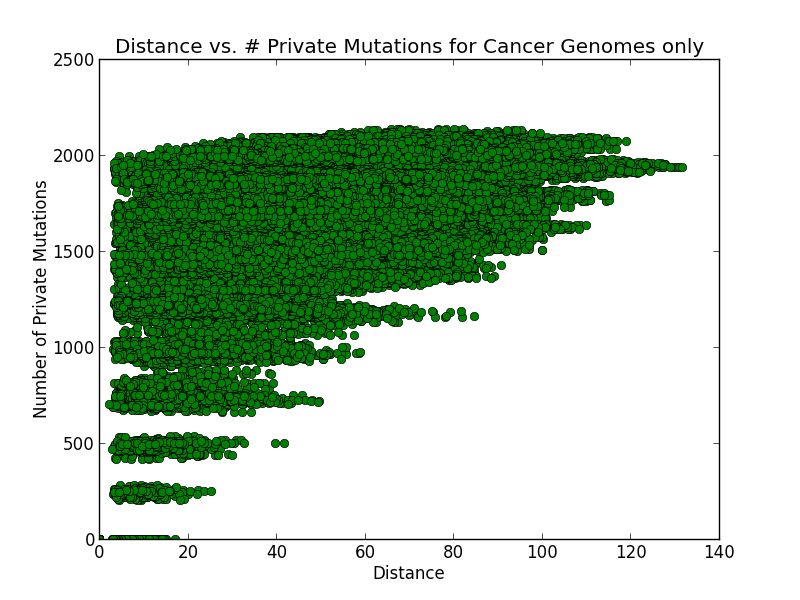 Distance vs. # Private Mutations for Cancer Genomes only
2500
2000
1500
1000
500
0
Number of Private Mutations
0 20 40 60 80 100 120 140
Distance